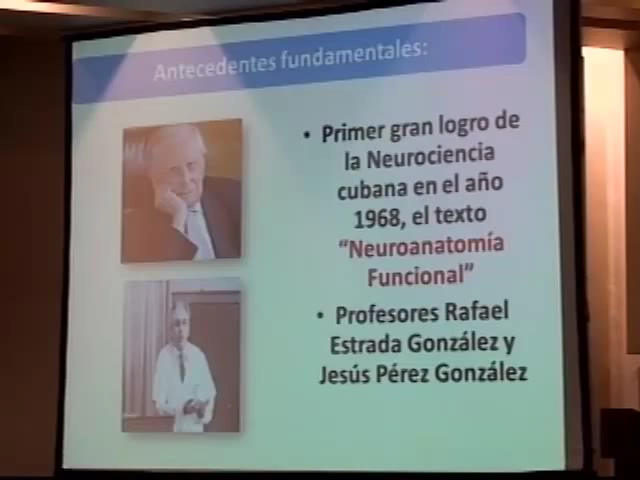 Antecedentes fundamentales:
• Primer gran logro de
la Neurociencia
cubana en el año
1968, el texto
“Neuroanatomía
Funcional”
• Profesores Rafael
Estrada González y
Jesús Pérez González